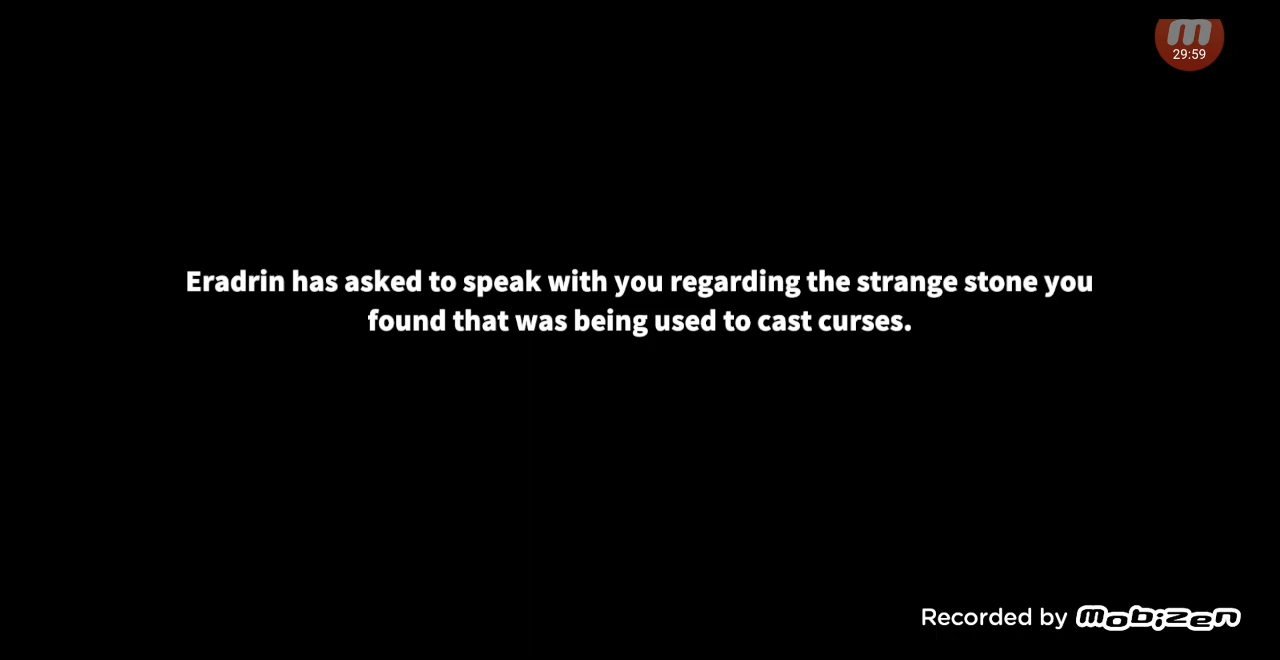 m
29:59
Eradrin has asked to speak with you regarding the strange stone you
found that was being used to cast curses.
Recorded by mobizen